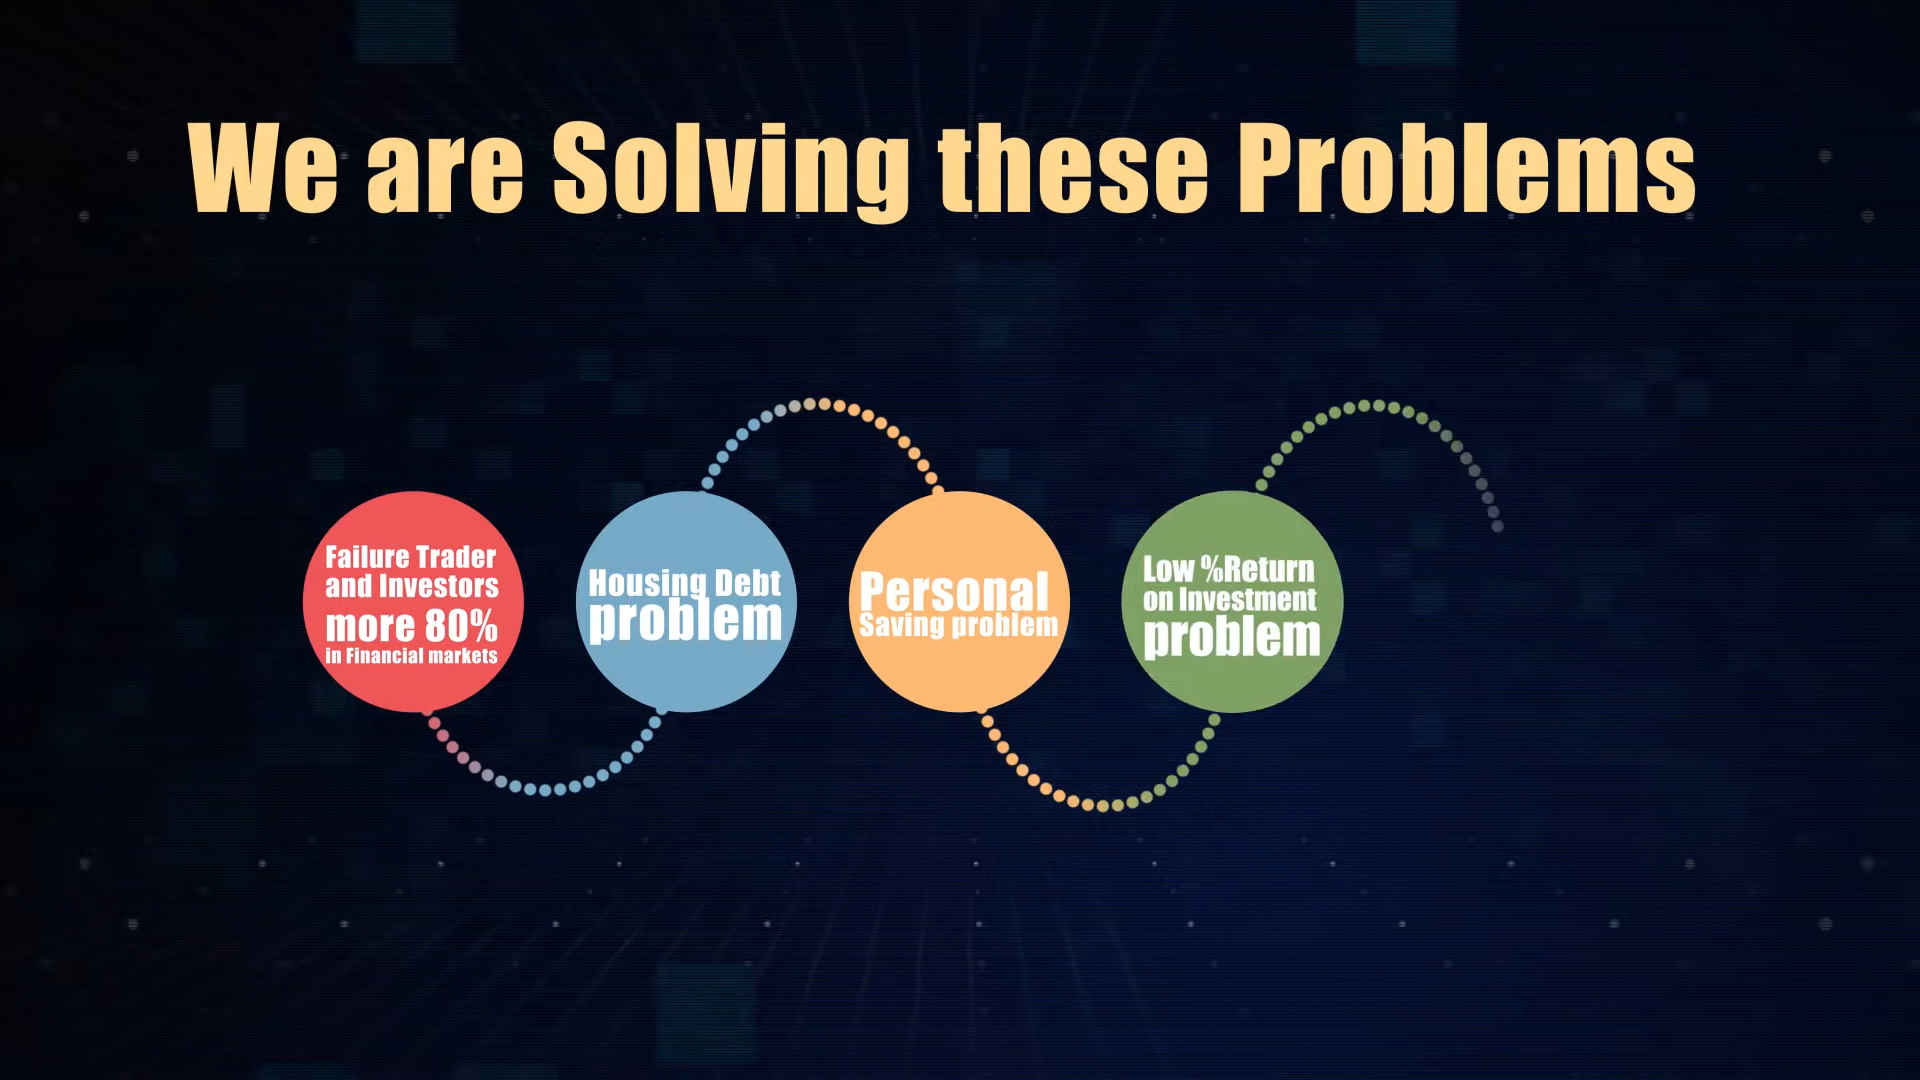 We are Solving these Problems
Failure Trader
and Investors
more 80%
in Financial markets
Housing Debt
problem
Personal
Saving problem
Low %Return
on Investment
problem